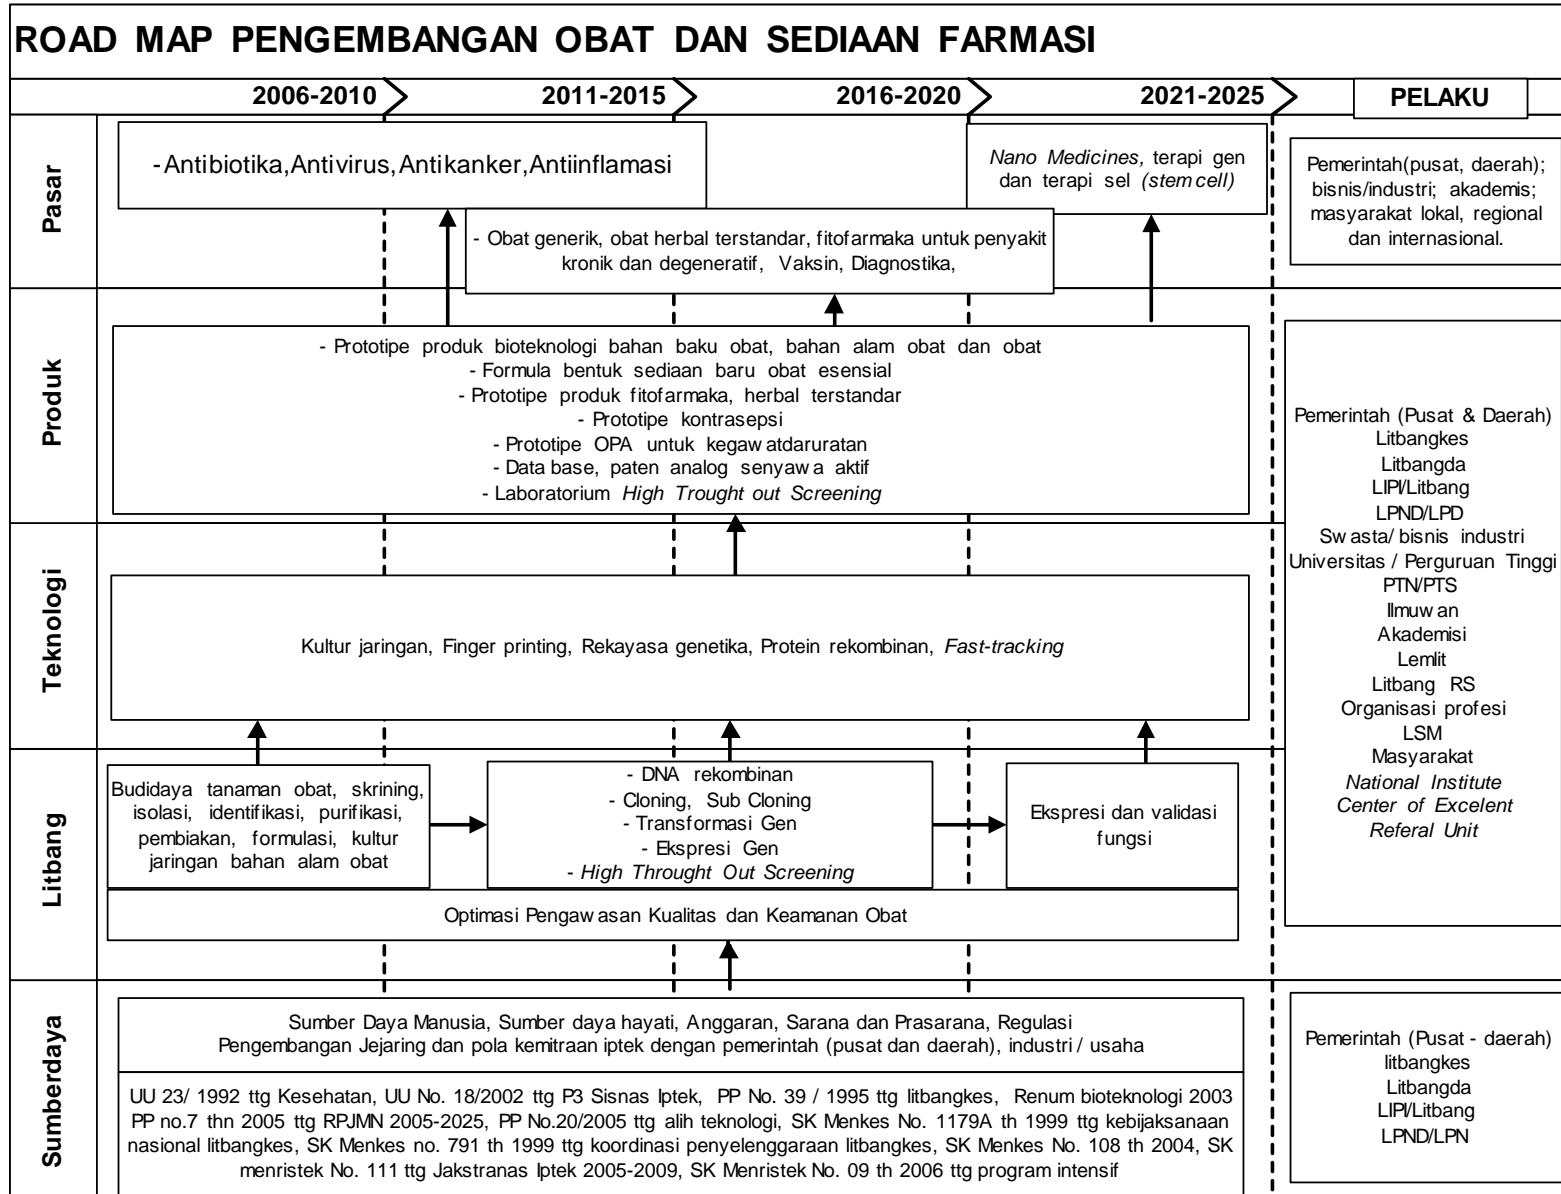 ROAD MAP PENGEMBANGAN OBAT DAN SEDIAAN FARMASI
2006-2010
2011-2015
2016-2020
2021-2025
PELAKU
Pasar
- Antibiotika,Antivirus,Antikanker,Antiinflamasi
Nano Medicines, terapi gen
dan terapi sel (stem cell)
- Obat generik, obat herbal terstandar, fitofarmaka untuk penyakit
kronik dan degeneratif, Vaksin, Diagnostika,
Pemerintah(pusat, daerah);
bisnis/industri; akademis;
masyarakat lokal, regional
dan internasional.
Produk
- Prototipe produk bioteknologi bahan baku obat, bahan alam obat dan obat
- Formula bentuk sediaan baru obat esensial
- Prototipe produk fitofarmaka, herbal terstandar
- Prototipe kontrasepsi
- Prototipe OPA untuk kegawatdaruratan
- Data base, paten analog senyawa aktif
- Laboratorium High Trought out Screening
Teknologi
Kultur jaringan, Finger printing, Rekayasa genetika, Protein rekombinan, Fast-tracking
Litbang
Budidaya tanaman obat, skrining,
isolasi, identifikasi, purifikasi,
pembiakan, formulasi, kultur
jaringan bahan alam obat
- DNA rekombinan
- Cloning, Sub Cloning
- Transformasi Gen
- Ekspresi Gen
- High Throught Out Screening
Ekspresi dan validasi
fungsi
Optimasi Pengawasan Kualitas dan Keamanan Obat
Pemerintah (Pusat & Daerah)
Litbangkes
Litbangda
LIPI/Litbang
LPND/LPD
Swasta/ bisnis industri
Universitas / Perguruan Tinggi
PTN/PTS
Ilmuwan
Akademisi
Lemlit
Litbang RS
Organisasi profesi
LSM
Masyarakat
National Institute
Center of Excelent
Referal Unit
Sumberdaya
Sumber Daya Manusia, Sumber daya hayati, Anggaran, Sarana dan Prasarana, Regulasi
Pengembangan Jejaring dan pola kemitraan iptek dengan pemerintah (pusat dan daerah), industri / usaha
UU 23/ 1992 ttg Kesehatan, UU No. 18/2002 ttg P3 Sisnas Iptek, PP No. 39 / 1995 ttg litbangkes, Renum bioteknologi 2003
PP no.7 thn 2005 ttg RPJMN 2005-2025, PP No.20/2005 ttg alih teknologi, SK Menkes No. 1179A th 1999 ttg kebijaksanaan
nasional litbangkes, SK Menkes no. 791 th 1999 ttg koordinasi penyelenggaraan litbangkes, SK Menkes No. 108 th 2004, SK
menristek No. 111 ttg Jakstranas Iptek 2005-2009, SK Menristek No. 09 th 2006 ttg program intensif
Pemerintah (Pusat - daerah)
litbangkes
Litbangda
LIPI/Litbang
LPND/LPN